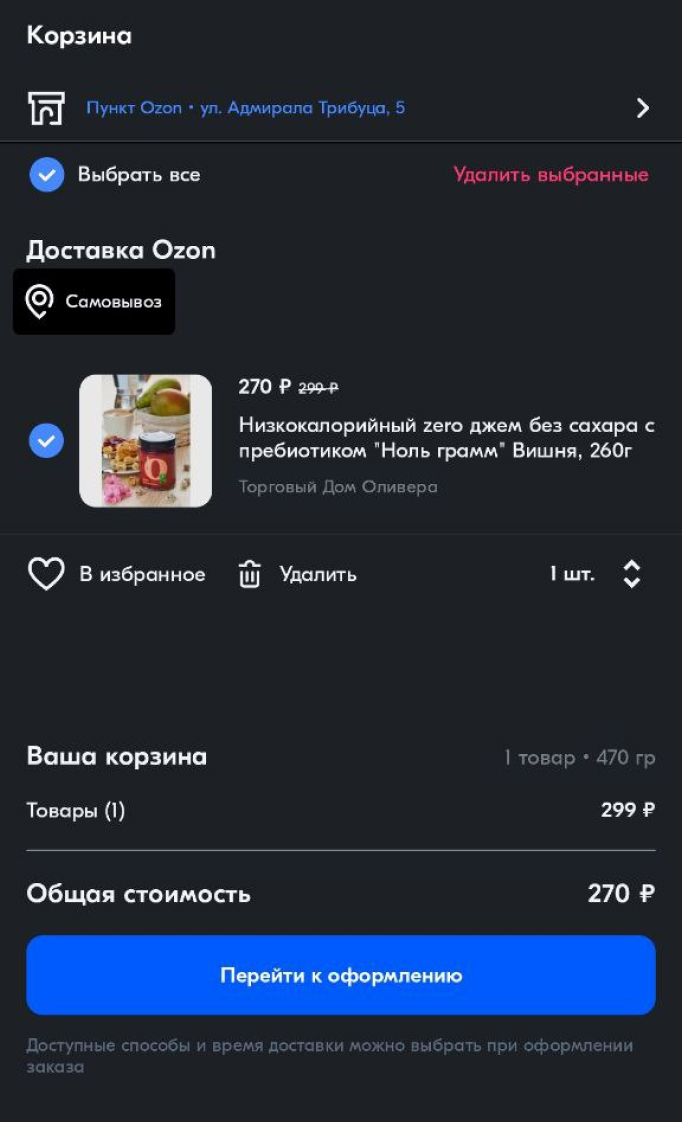 Корзина
Пункт Ozon • ул. Адмирала Трибуца, 5
Выбрать все
Удалить выбранные
Доставка Ozon
Самовывоз
270 ₽ 299 ₽
Низкокалорийный zero джем без сахара с
пребиотиком "Ноль грамм" Вишня, 260г
Торговый Дом Оливера
В избранное
Удалить
1 шт.
Ваша корзина
1 товар • 470 гр
Товары (1)
299 ₽
Общая стоимость
270 ₽
Перейти к оформлению
Доступные способы и время доставки можно выбрать при оформлении
заказа